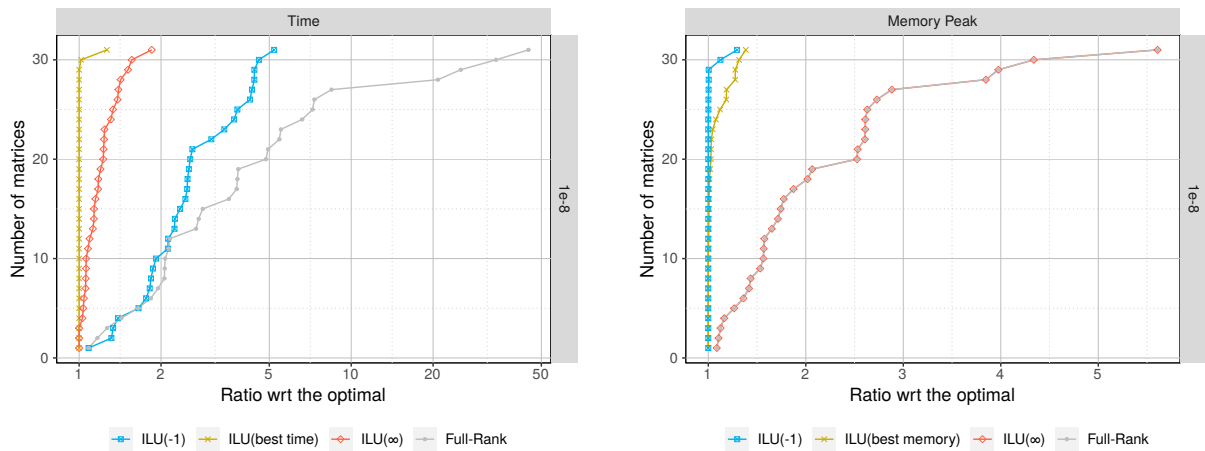 Time
Number of matrices
30
20
10
0
1e-8
1 2 5 10 20 50
Ratio wrt the optimal
ILU(-1) ILU(best time) ILU(∞) Full-Rank
Memory Peak
Number of matrices
30
20
10
0
1e-8
1 2 3 4 5
Ratio wrt the optimal
ILU(-1) ILU(best memory) ILU(∞) Full-Rank